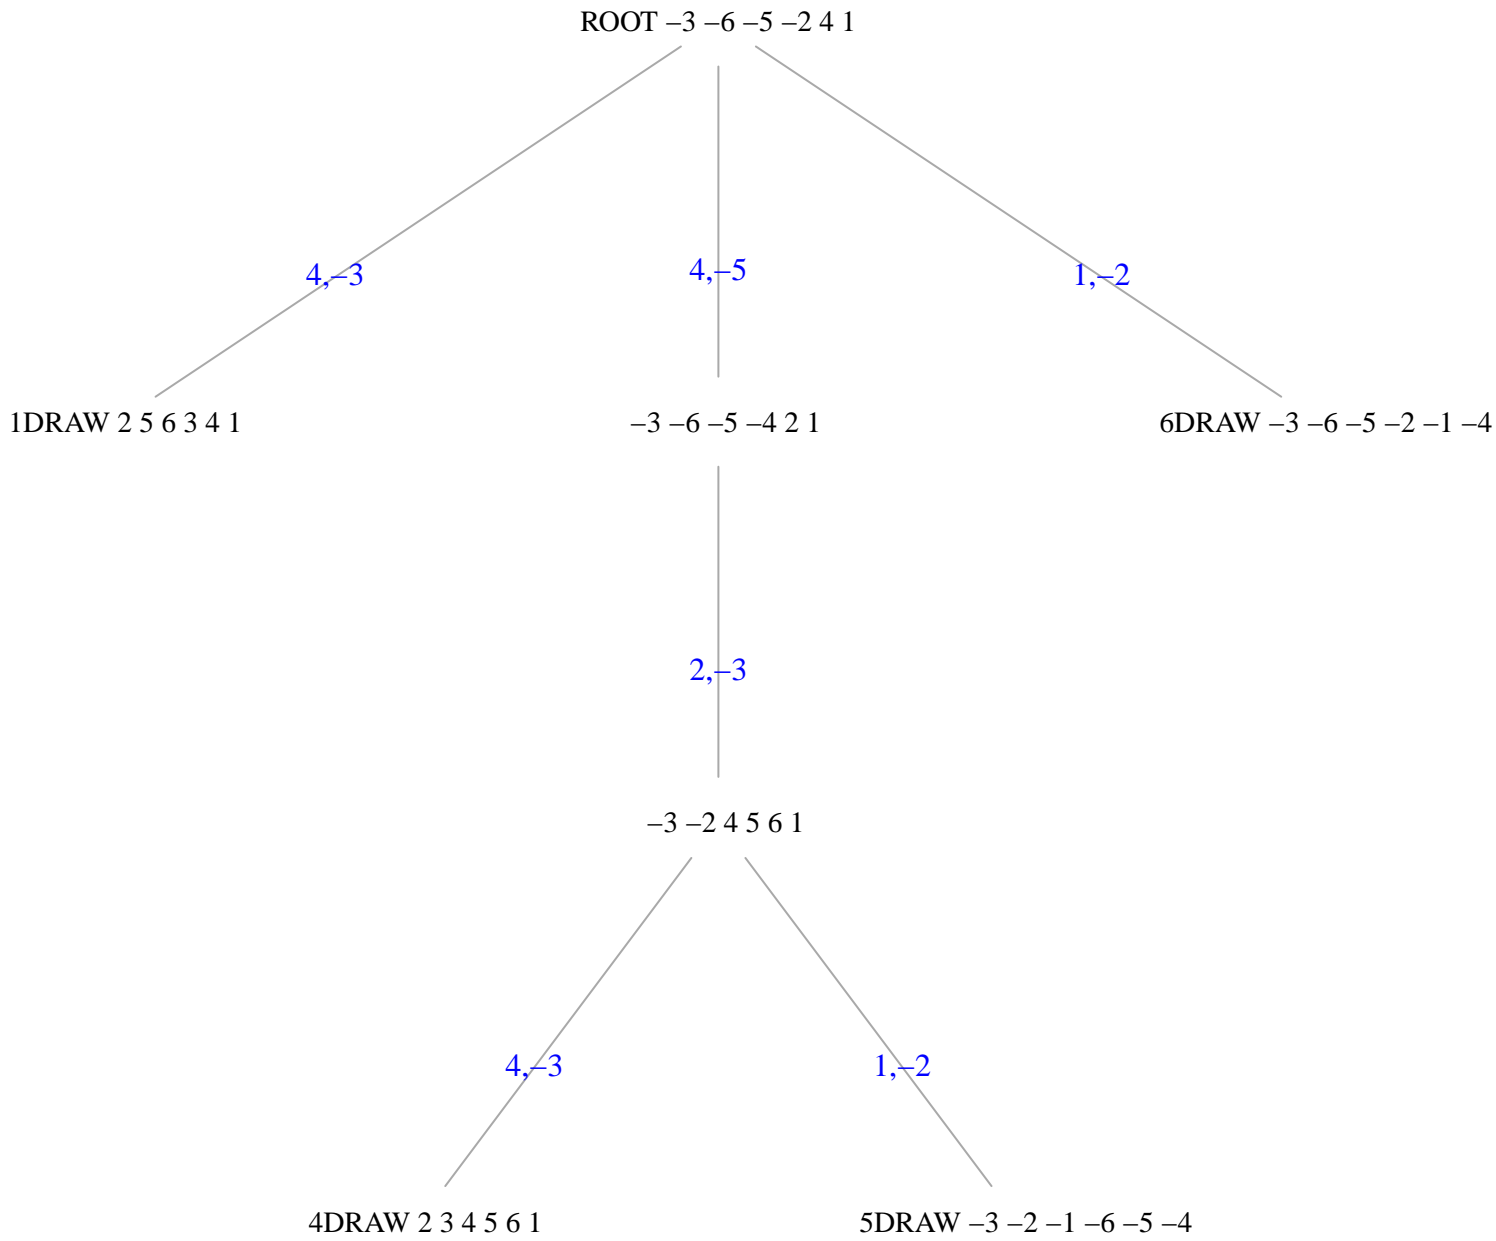 ROOT –3 –6 –5 –2 4 1
4,–3
4,–5
1,–2
1DRAW 2 5 6 3 4 1
–3 –6 –5 –4 2 1
6DRAW –3 –6 –5 –2 –1 –4
2,–3
–3 –2 4 5 6 1
4,–3
1,–2
4DRAW 2 3 4 5 6 1
5DRAW –3 –2 –1 –6 –5 –4